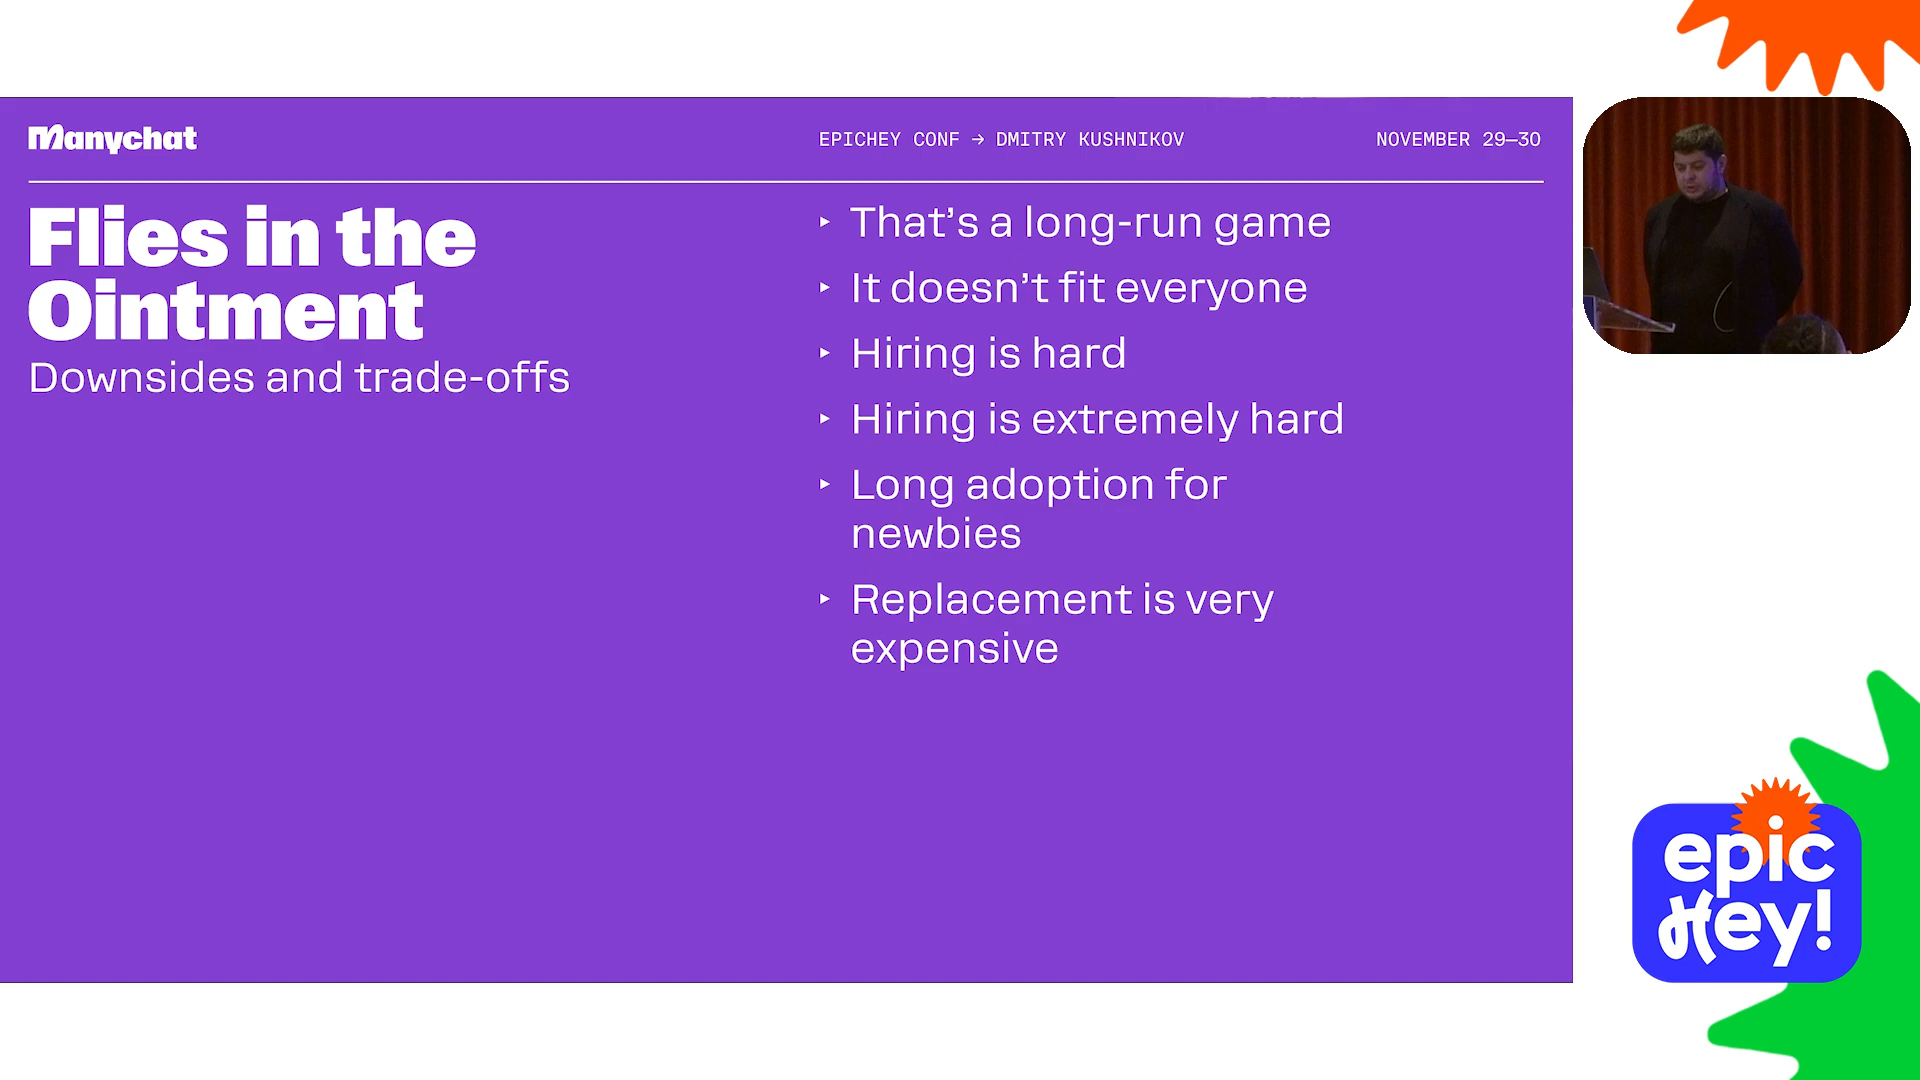 Manychat
EPICHEY CONF → DMITRY KUSHNIKOV
NOVEMBER 29—30
Flies in the
Ointment
Downsides and trade-offs
‣ That’s a long-run game
‣ It doesn’t fit everyone
‣ Hiring is hard
‣ Hiring is extremely hard
‣ Long adoption for
newbies
‣ Replacement is very
expensive
epic
Hey!